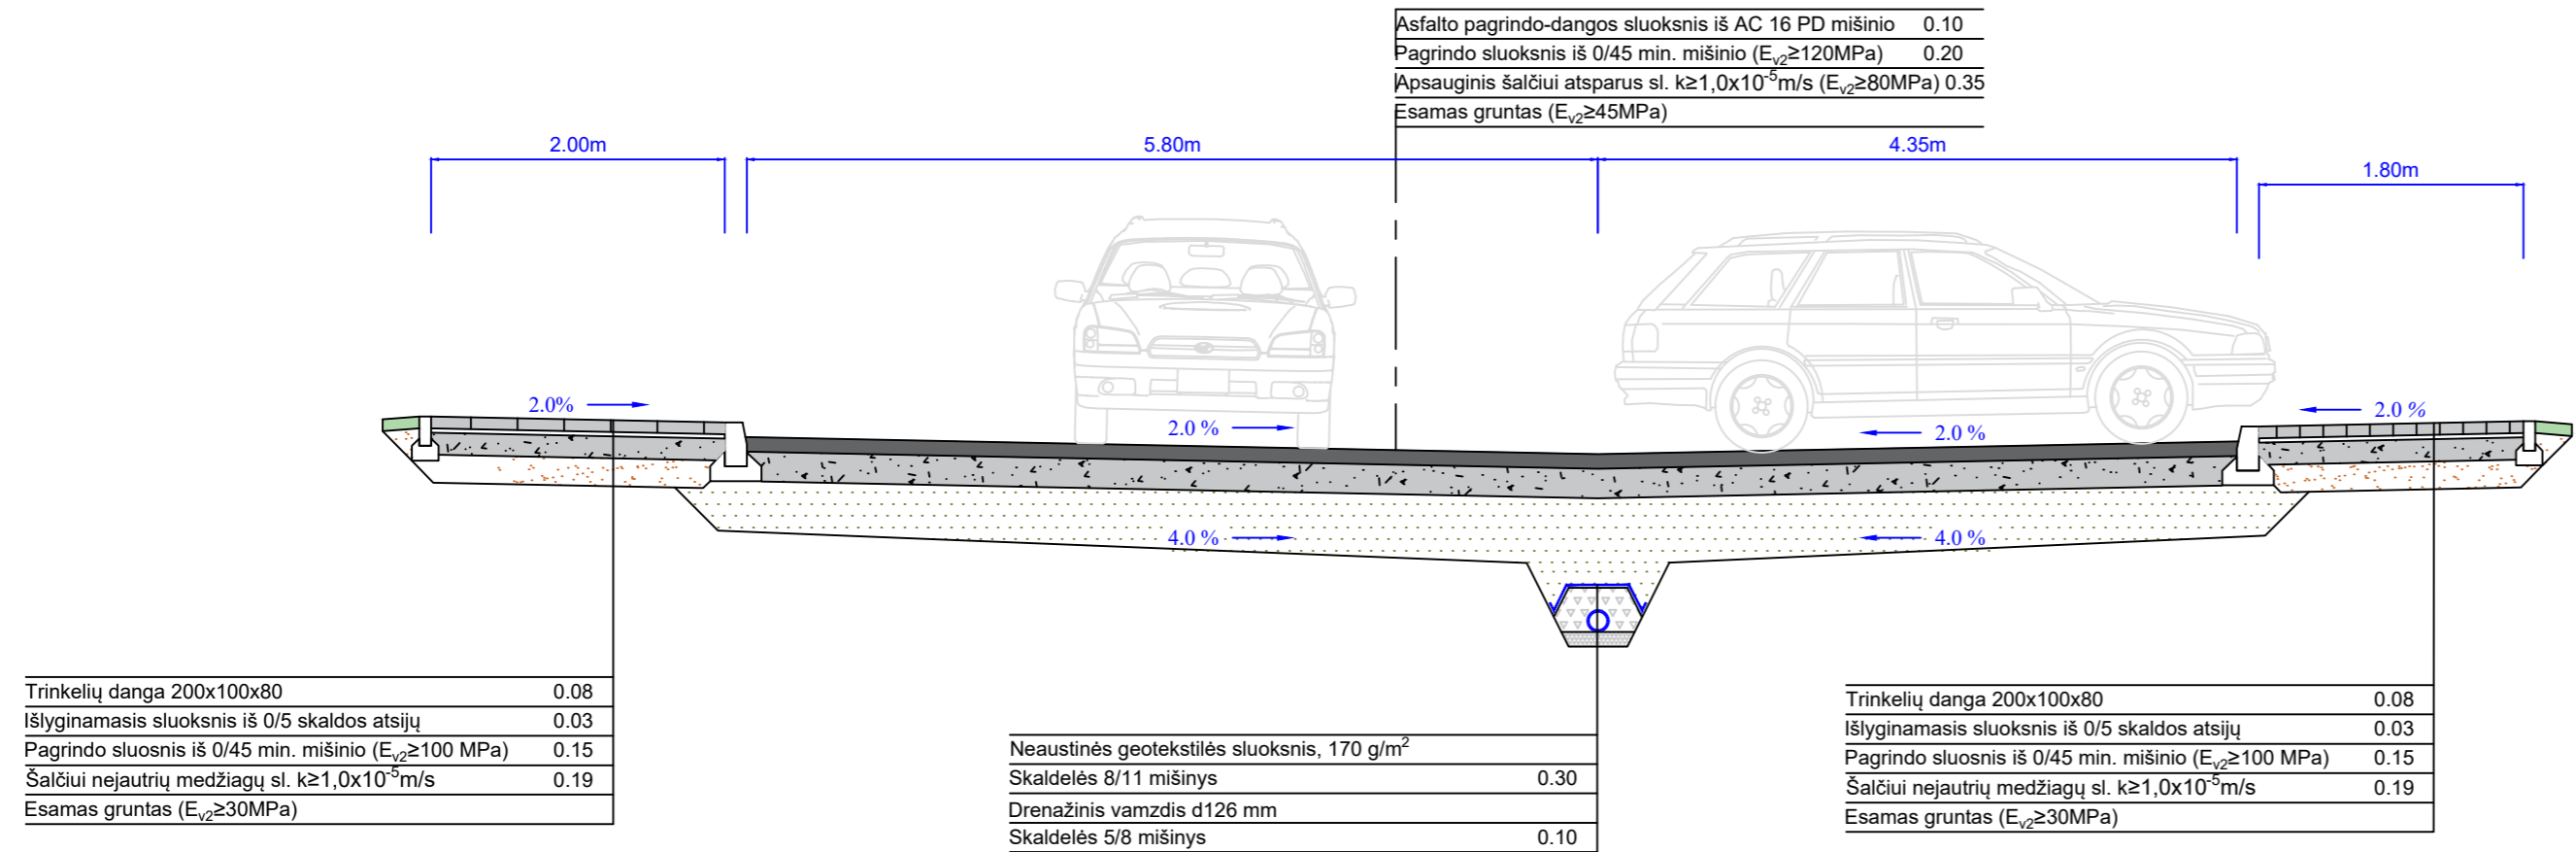 Asfalto pagrindo-dangos sluoksnis iš AC 16 PD mišinio 0.10
Pagrindo sluoksnis iš 0/45 min. mišinio (Ev2≥120MPa) 0.20
Apsauginis šalčiui atsparus sl. k≥1,0x10⁻⁵m/s (Ev2≥80MPa) 0.35
Esamas gruntas (Ev2≥45MPa)
2.00m 5.80m 4.35m
1.80m
2.0% 2.0 %
2.0 % 2.0 %
4.0 % 4.0 %
Trinkelių danga 200x100x80 0.08
Išlyginamasis sluoksnis iš 0/5 skaldos atsijų 0.03
Pagrindo sluosnis iš 0/45 min. mišinio (Ev2≥100 MPa) 0.15
Šalčiui nejautrių medžiagų sl. k≥1,0x10⁻⁵m/s 0.19
Esamas gruntas (Ev2≥30MPa)
Neaustinės geotekstilės sluoksnis, 170 g/m²
Skaldelės 8/11 mišinys 0.30
Drenažinis vamzdis d126 mm
Skaldelės 5/8 mišinys 0.10
Trinkelių danga 200x100x80 0.08
Išlyginamasis sluoksnis iš 0/5 skaldos atsijų 0.03
Pagrindo sluosnis iš 0/45 min. mišinio (Ev2≥100 MPa) 0.15
Šalčiui nejautrių medžiagų sl. k≥1,0x10⁻⁵m/s 0.19
Esamas gruntas (Ev2≥30MPa)